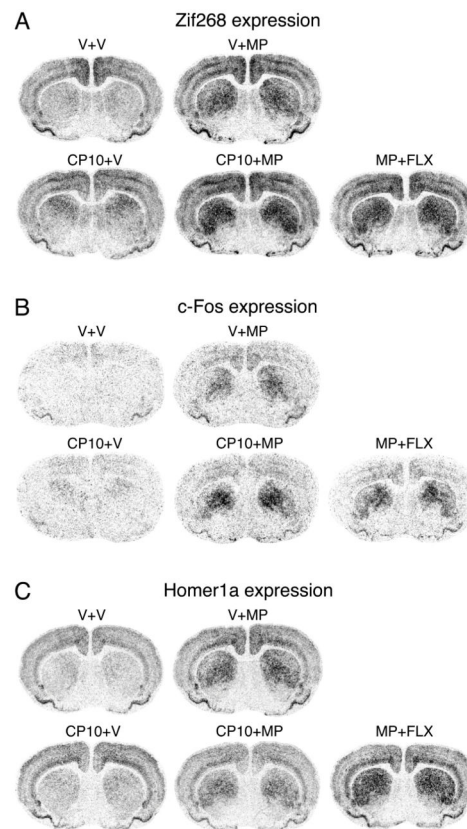 A Zif268 expression
V+V V+MP
CP10+V CP10+MP MP+FLX
B c-Fos expression
V+V V+MP
CP10+V CP10+MP MP+FLX
C Homer1a expression
V+V V+MP
CP10+V CP10+MP MP+FLX